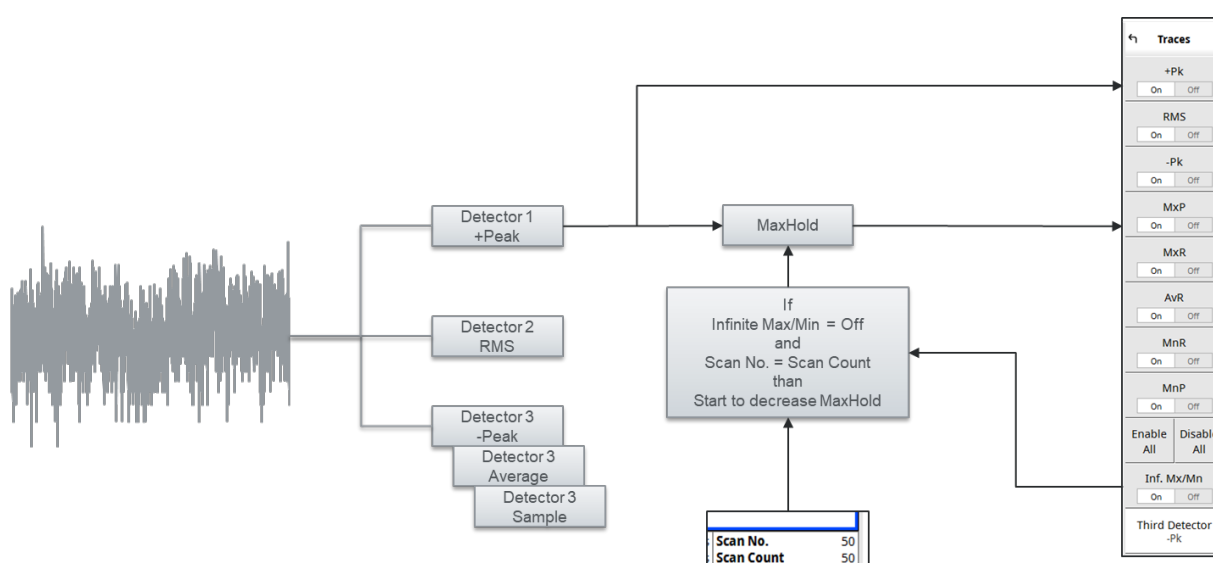 Detector 1
+Peak
Detector 2
RMS
Detector 3
-Peak
Detector 3
Average
Detector 3
Sample
MaxHold
If
Infinite Max/Min = Off
and
Scan No. = Scan Count
than
Start to decrease MaxHold
Scan No. 50
Scan Count 50
Traces
+Pk
On Off
RMS
On Off
-Pk
On Off
MxP
On Off
MxR
On Off
AvR
On Off
MnR
On Off
MnP
On Off
Enable Disabl
All All
Inf. Mx/Mn
On Off
Third Detector
-Pk